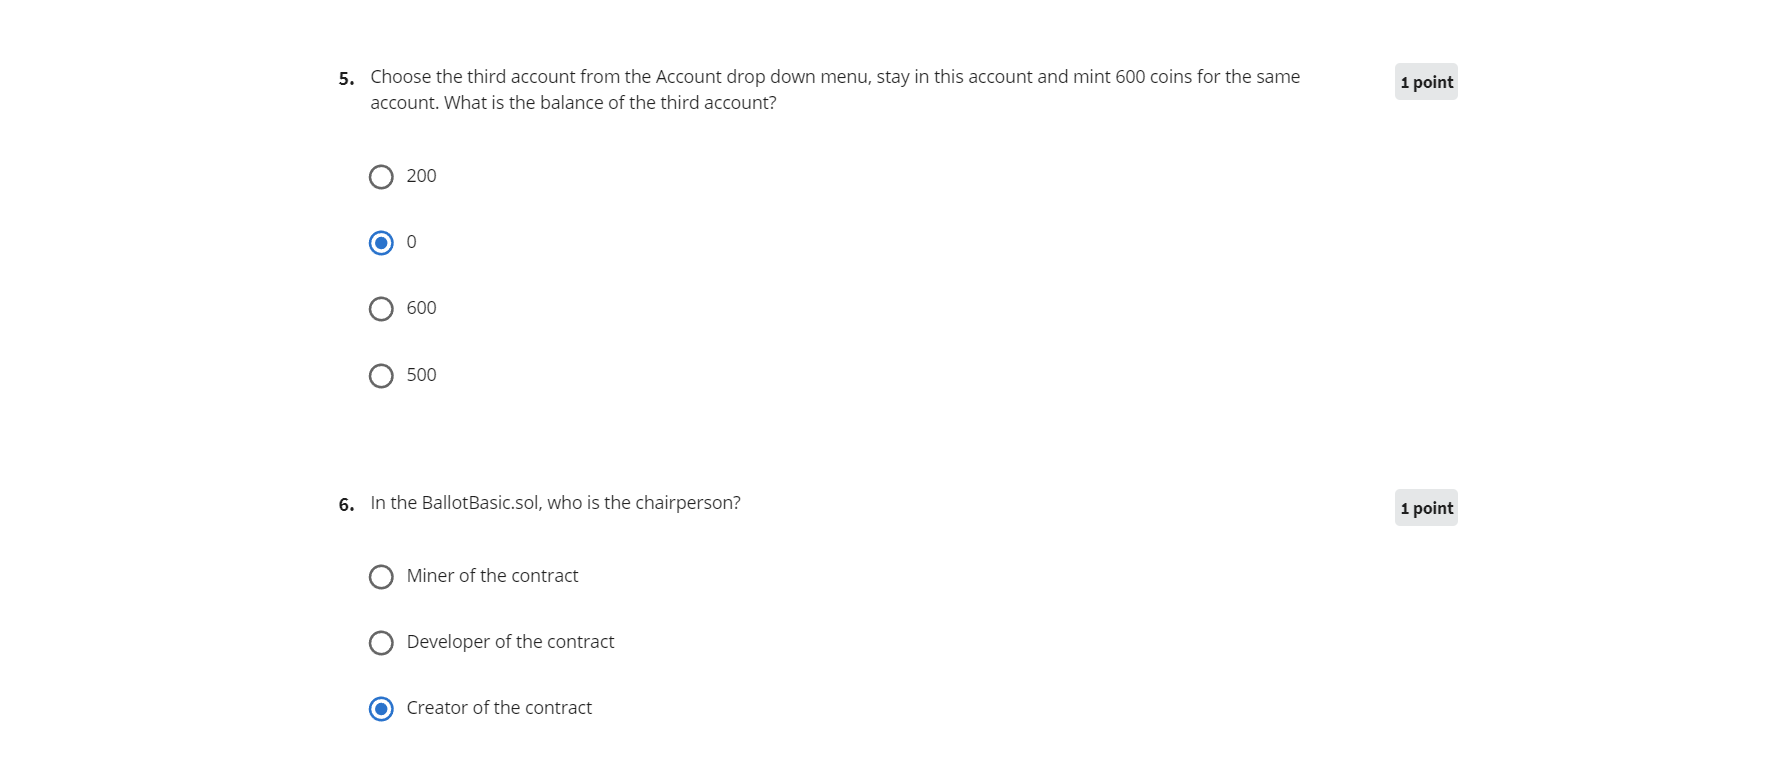 5. Choose the third account from the Account drop down menu, stay in this account and mint 600 coins for the same
account. What is the balance of the third account?
1 point
200
0
600
500
6. In the BallotBasic.sol, who is the chairperson?
1 point
Miner of the contract
Developer of the contract
Creator of the contract